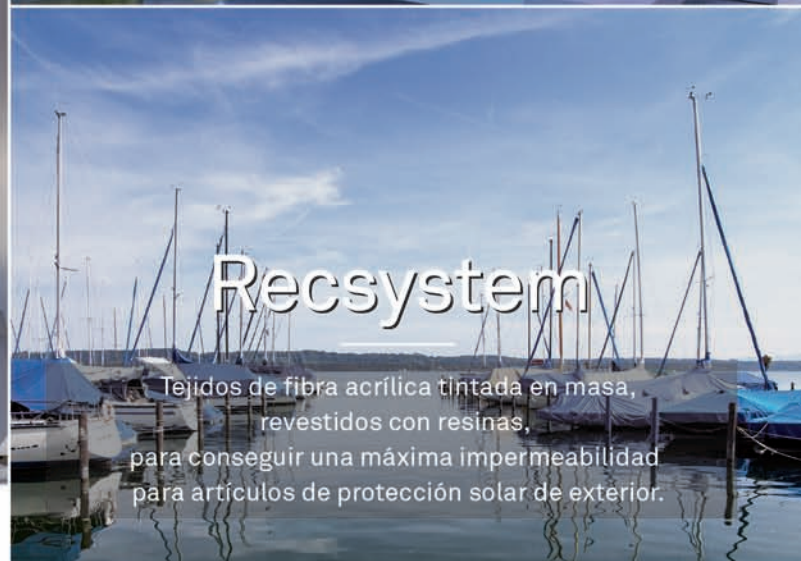 Recsystem
Tejidos de fibra acrílica tintada en masa,
revestidos con resinas,
para conseguir una máxima impermeabilidad
para artículos de protección solar de exterior.